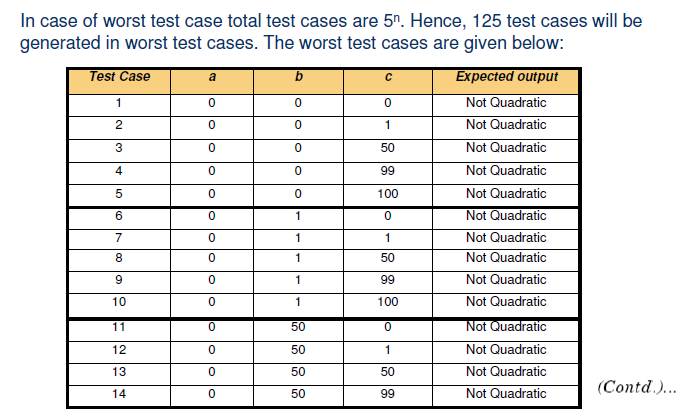 In case of worst test case total test cases are 5ⁿ. Hence, 125 test cases will be
generated in worst test cases. The worst test cases are given below:
Test Case a b c Expected output
1 0 0 0 Not Quadratic
2 0 0 1 Not Quadratic
3 0 0 50 Not Quadratic
4 0 0 99 Not Quadratic
5 0 0 100 Not Quadratic
6 0 1 0 Not Quadratic
7 0 1 1 Not Quadratic
8 0 1 50 Not Quadratic
9 0 1 99 Not Quadratic
10 0 1 100 Not Quadratic
11 0 50 0 Not Quadratic
12 0 50 1 Not Quadratic
13 0 50 50 Not Quadratic
14 0 50 99 Not Quadratic
(Contd.)...